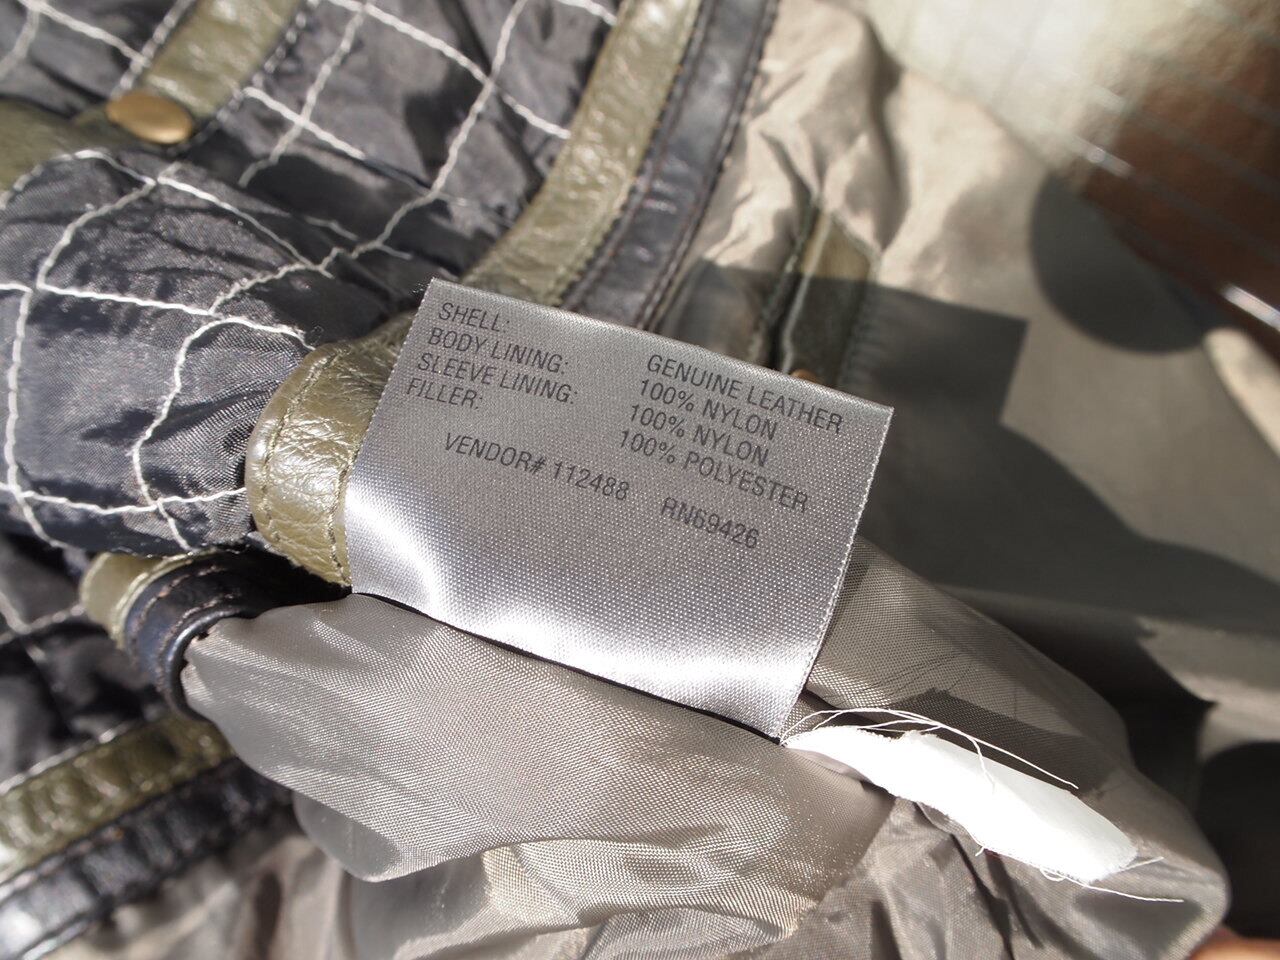 SHELL: GENUINE LEATHER
BODY LINING: 100% NYLON
SLEEVE LINING: 100% NYLON
FILLER: 100% POLYESTER
VENDOR# 112488 RN69426